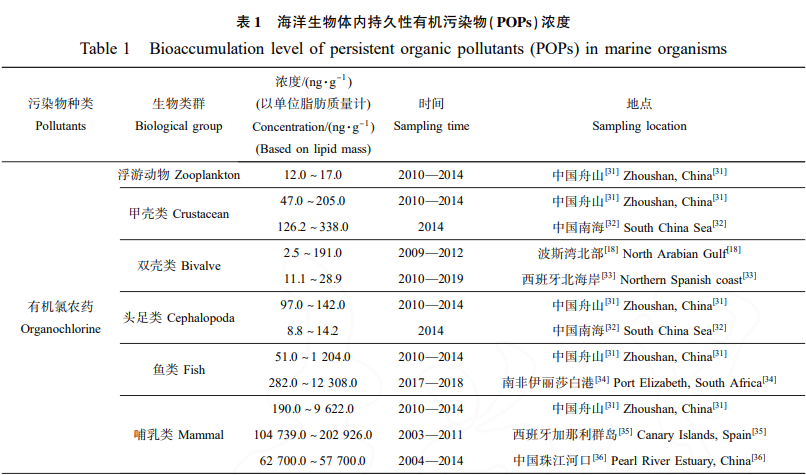 表 1 海洋生物体内持久性有机污染物(POPs)浓度
Table 1 Bioaccumulation level of persistent organic pollutants (POPs) in marine organisms
污染物种类 Pollutants 生物类群 Biological group 浓度/(ng·g⁻¹) (以单位脂肪质量计) Concentration/(ng·g⁻¹) (Based on lipid mass) 时间 Sampling time 地点 Sampling location
有机氯农药 Organochlorine
浮游动物 Zooplankton 12.0 ~ 17.0 2010—2014 中国舟山[31] Zhoushan, China[31]
甲壳类 Crustacean 47.0 ~ 205.0 2010—2014 中国舟山[31] Zhoushan, China[31]
126.2 ~ 338.0 2014 中国南海[32] South China Sea[32]
双壳类 Bivalve 2.5 ~ 191.0 2009—2012 波斯湾北部[18] North Arabian Gulf[18]
11.1 ~ 28.9 2010—2019 西班牙北海岸[33] Northern Spanish coast[33]
头足类 Cephalopoda 97.0 ~ 142.0 2010—2014 中国舟山[31] Zhoushan, China[31]
8.8 ~ 14.2 2014 中国南海[32] South China Sea[32]
鱼类 Fish 51.0 ~ 1 204.0 2010—2014 中国舟山[31] Zhoushan, China[31]
282.0 ~ 12 308.0 2017—2018 南非伊丽莎白港[34] Port Elizabeth, South Africa[34]
哺乳类 Mammal 190.0 ~ 9 622.0 2010—2014 中国舟山[31] Zhoushan, China[31]
104 739.0 ~ 202 926.0 2003—2011 西班牙加那利群岛[35] Canary Islands, Spain[35]
62 700.0 ~ 57 700.0 2004—2014 中国珠江河口[36] Pearl River Estuary, China[36]